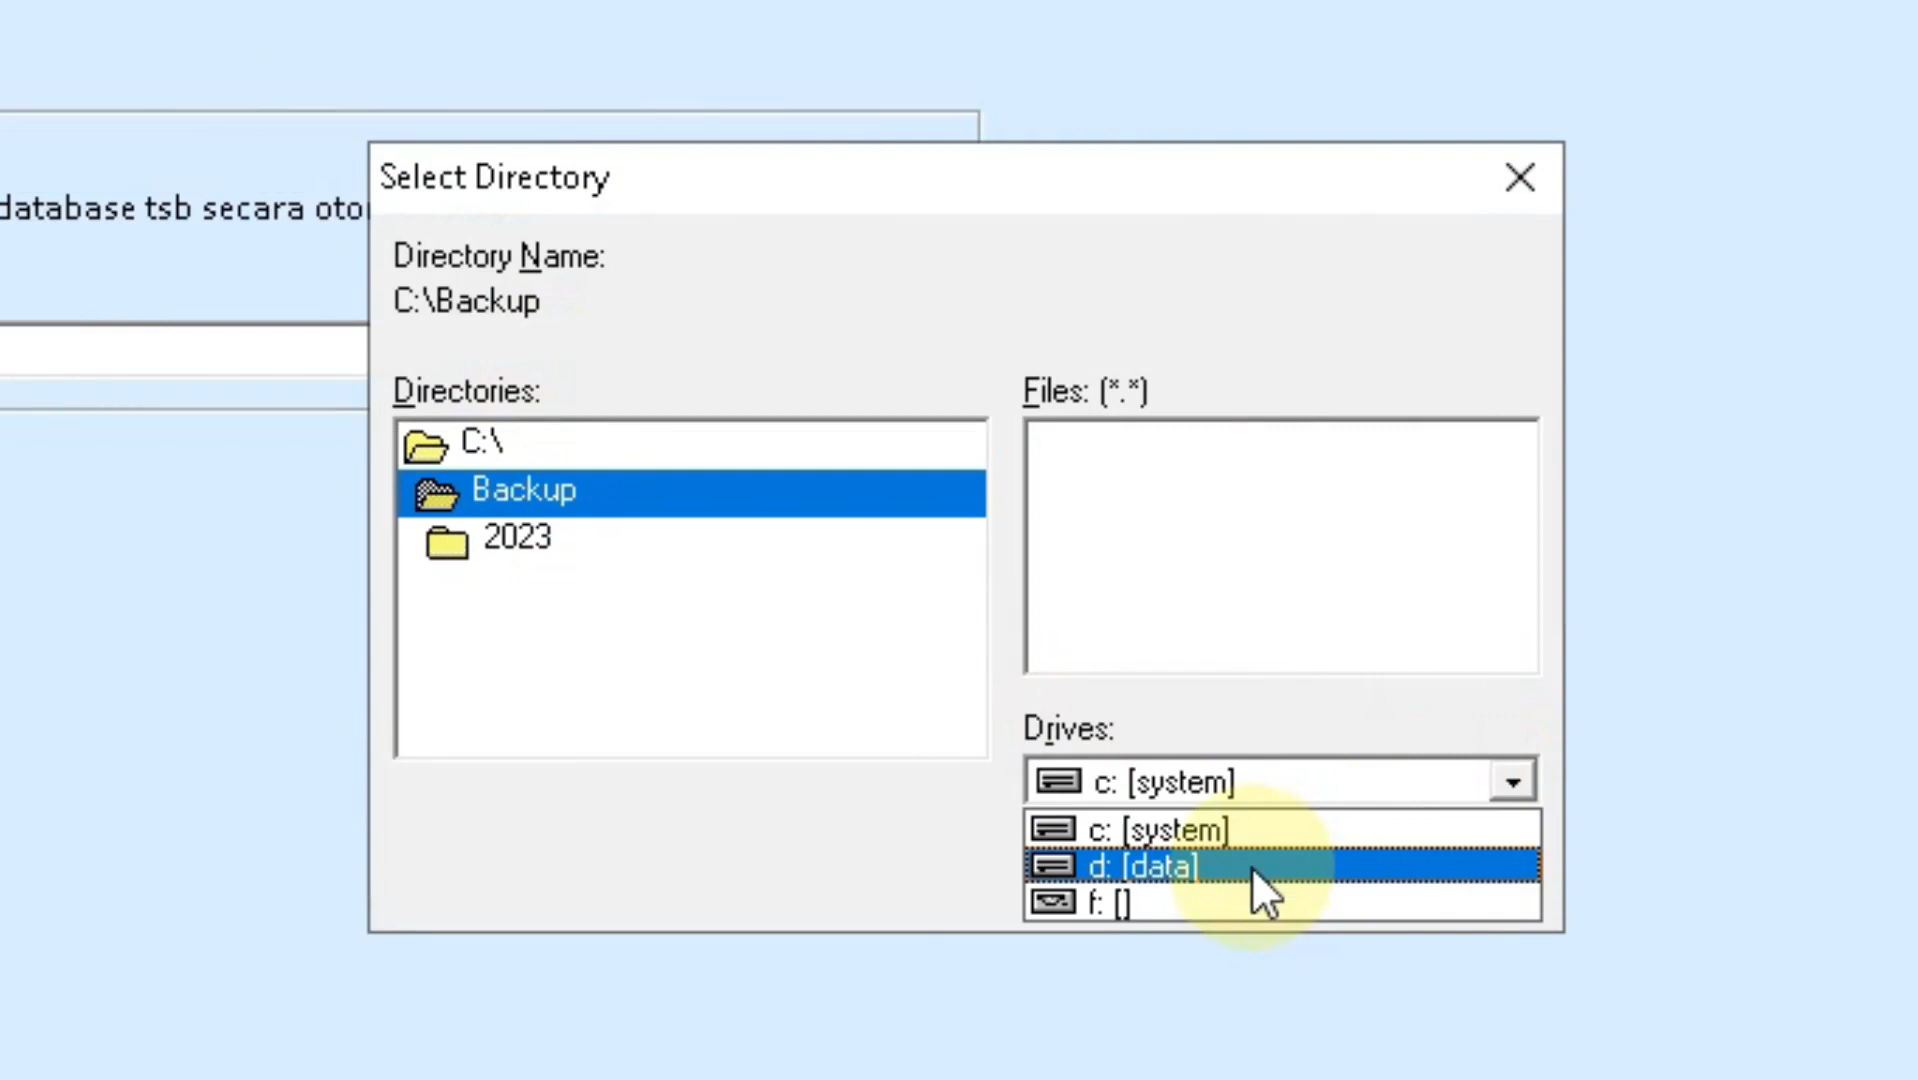 Select Directory
database tsb secara oto
Directory Name:
C:\Backup
Directories:
Files: (*.*)
C:\
Backup
2023
Drives:
c: [system]
c: [system]
d: [data]
f: []